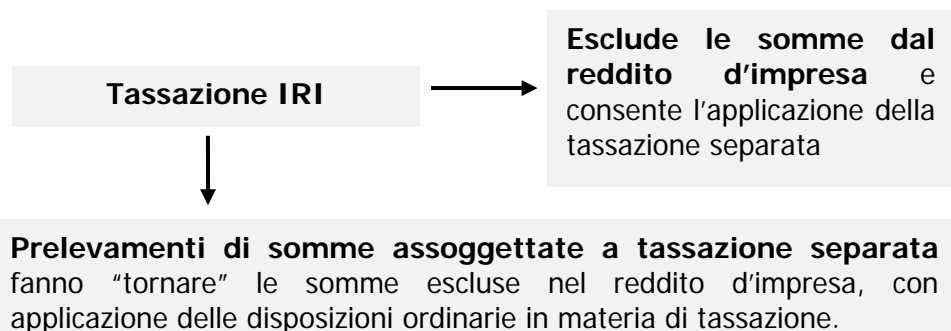 Esclude le somme dal
reddito d’impresa e
consente l’applicazione della
tassazione separata
Tassazione IRI
Prelevamenti di somme assoggettate a tassazione separata
fanno “tornare” le somme escluse nel reddito d’impresa, con
applicazione delle disposizioni ordinarie in materia di tassazione.